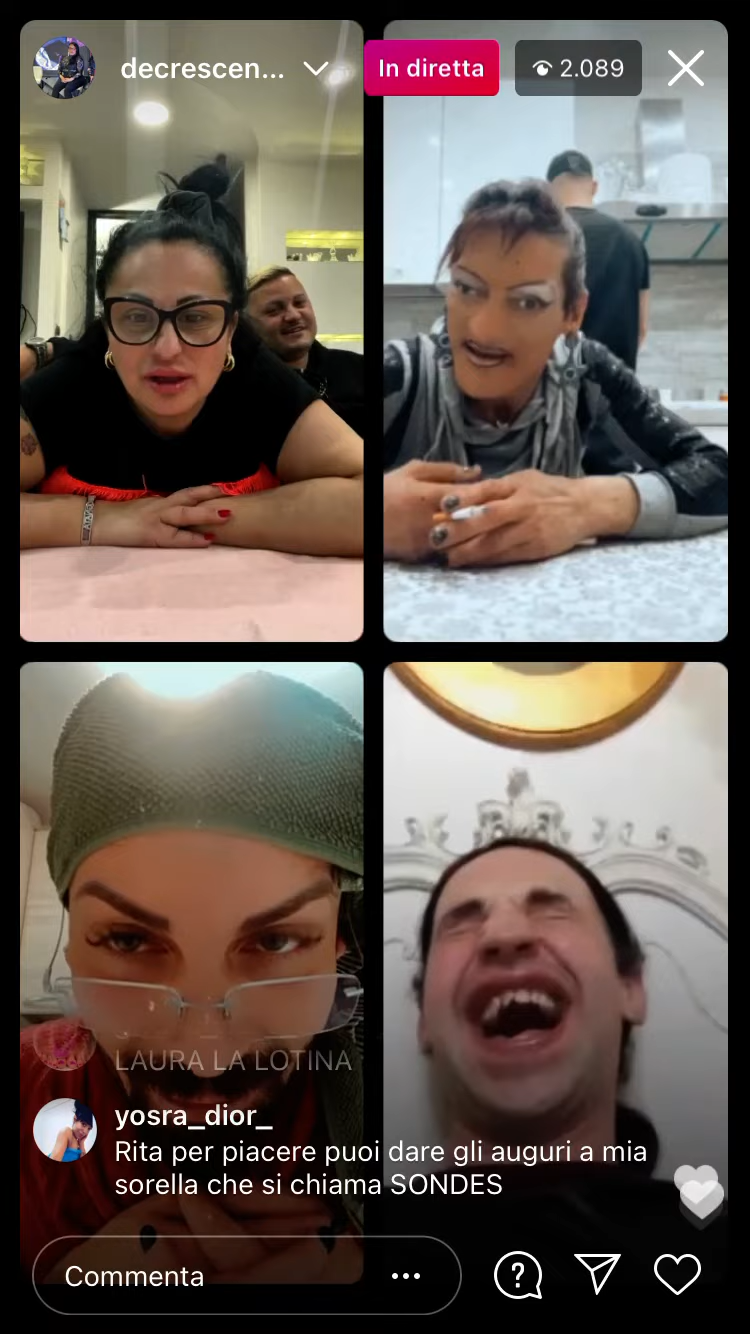 decrescen...
In diretta
2.089
LAURA LA LOTINA
yosra_dior_
Rita per piacere puoi dare gli auguri a mia
sorella che si chiama SONDES
Commenta